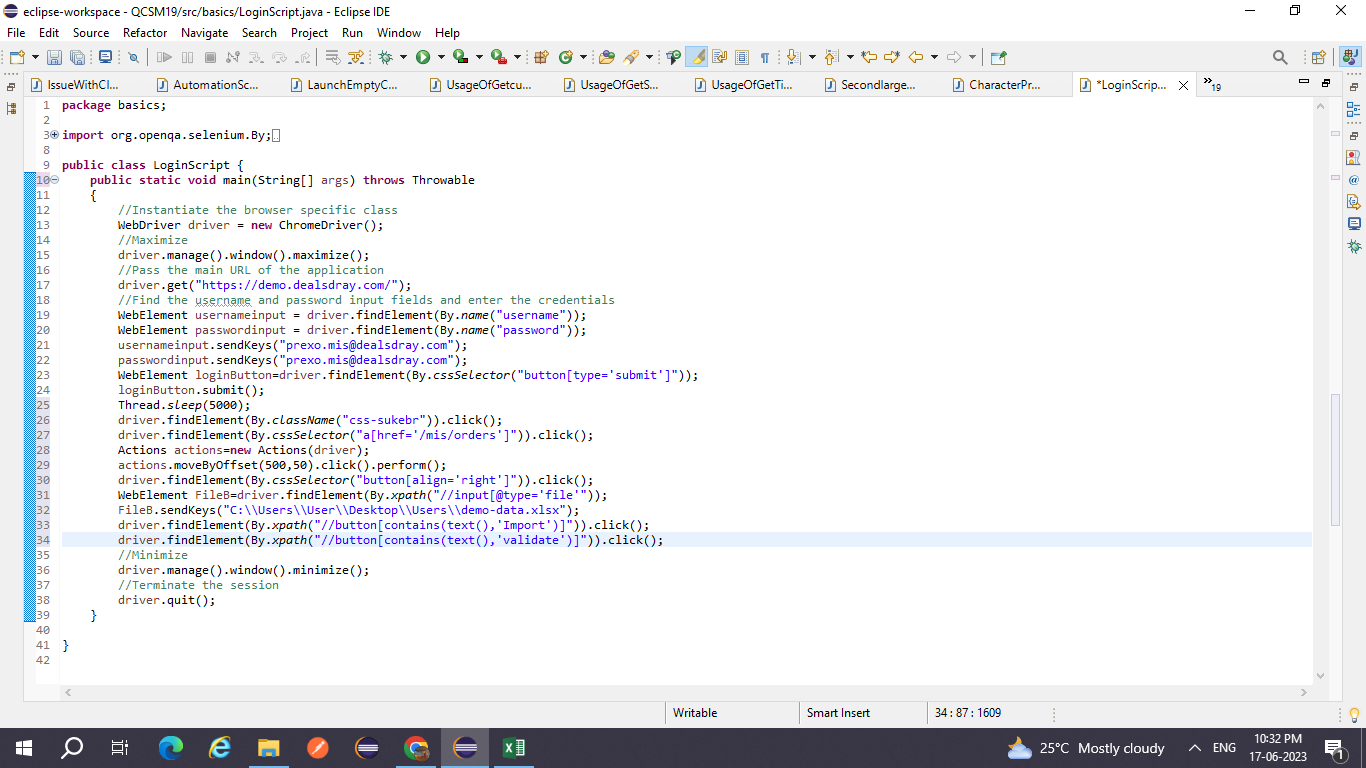 eclipse-workspace - QCSM19/src/basics/LoginScript.java - Eclipse IDE
File Edit Source Refactor Navigate Search Project Run Window Help
IssueWithCl... AutomationSc... LaunchEmptyC... UsageOfGetcu... UsageOfGetS... UsageOfGetTi... Secondlarge... CharacterPr... *LoginScrip... 19
1 package basics;
2
3 import org.openqa.selenium.By;
8
9 public class LoginScript {
10 public static void main(String[] args) throws Throwable
11 {
12 //Instantiate the browser specific class
13 WebDriver driver = new ChromeDriver();
14 //Maximize
15 driver.manage().window().maximize();
16 //Pass the main URL of the application
17 driver.get("https://demo.dealsdray.com/");
18 //Find the username and password input fields and enter the credentials
19 WebElement usernameinput = driver.findElement(By.name("username"));
20 WebElement passwordinput = driver.findElement(By.name("password"));
21 usernameinput.sendKeys("prexo.mis@dealsdray.com");
22 passwordinput.sendKeys("prexo.mis@dealsdray.com");
23 WebElement loginButton=driver.findElement(By.cssSelector("button[type='submit']"));
24 loginButton.submit();
25 Thread.sleep(5000);
26 driver.findElement(By.className("css-sukebr")).click();
27 driver.findElement(By.cssSelector("a[href='/mis/orders']")).click();
28 Actions actions=new Actions(driver);
29 actions.moveByOffset(500,50).click().perform();
30 driver.findElement(By.cssSelector("button[align='right']")).click();
31 WebElement FileB=driver.findElement(By.xpath("//input[@type='file'"));
32 FileB.sendKeys("C:\\Users\\User\\Desktop\\Users\\demo-data.xlsx");
33 driver.findElement(By.xpath("//button[contains(text(),'Import')]")).click();
34 driver.findElement(By.xpath("//button[contains(text(),'validate')]")).click();
35 //Minimize
36 driver.manage().window().minimize();
37 //Terminate the session
38 driver.quit();
39 }
40
41 }
42
Writable Smart Insert 34 : 87 : 1609
25°C Mostly cloudy ENG 10:32 PM
17-06-2023 1